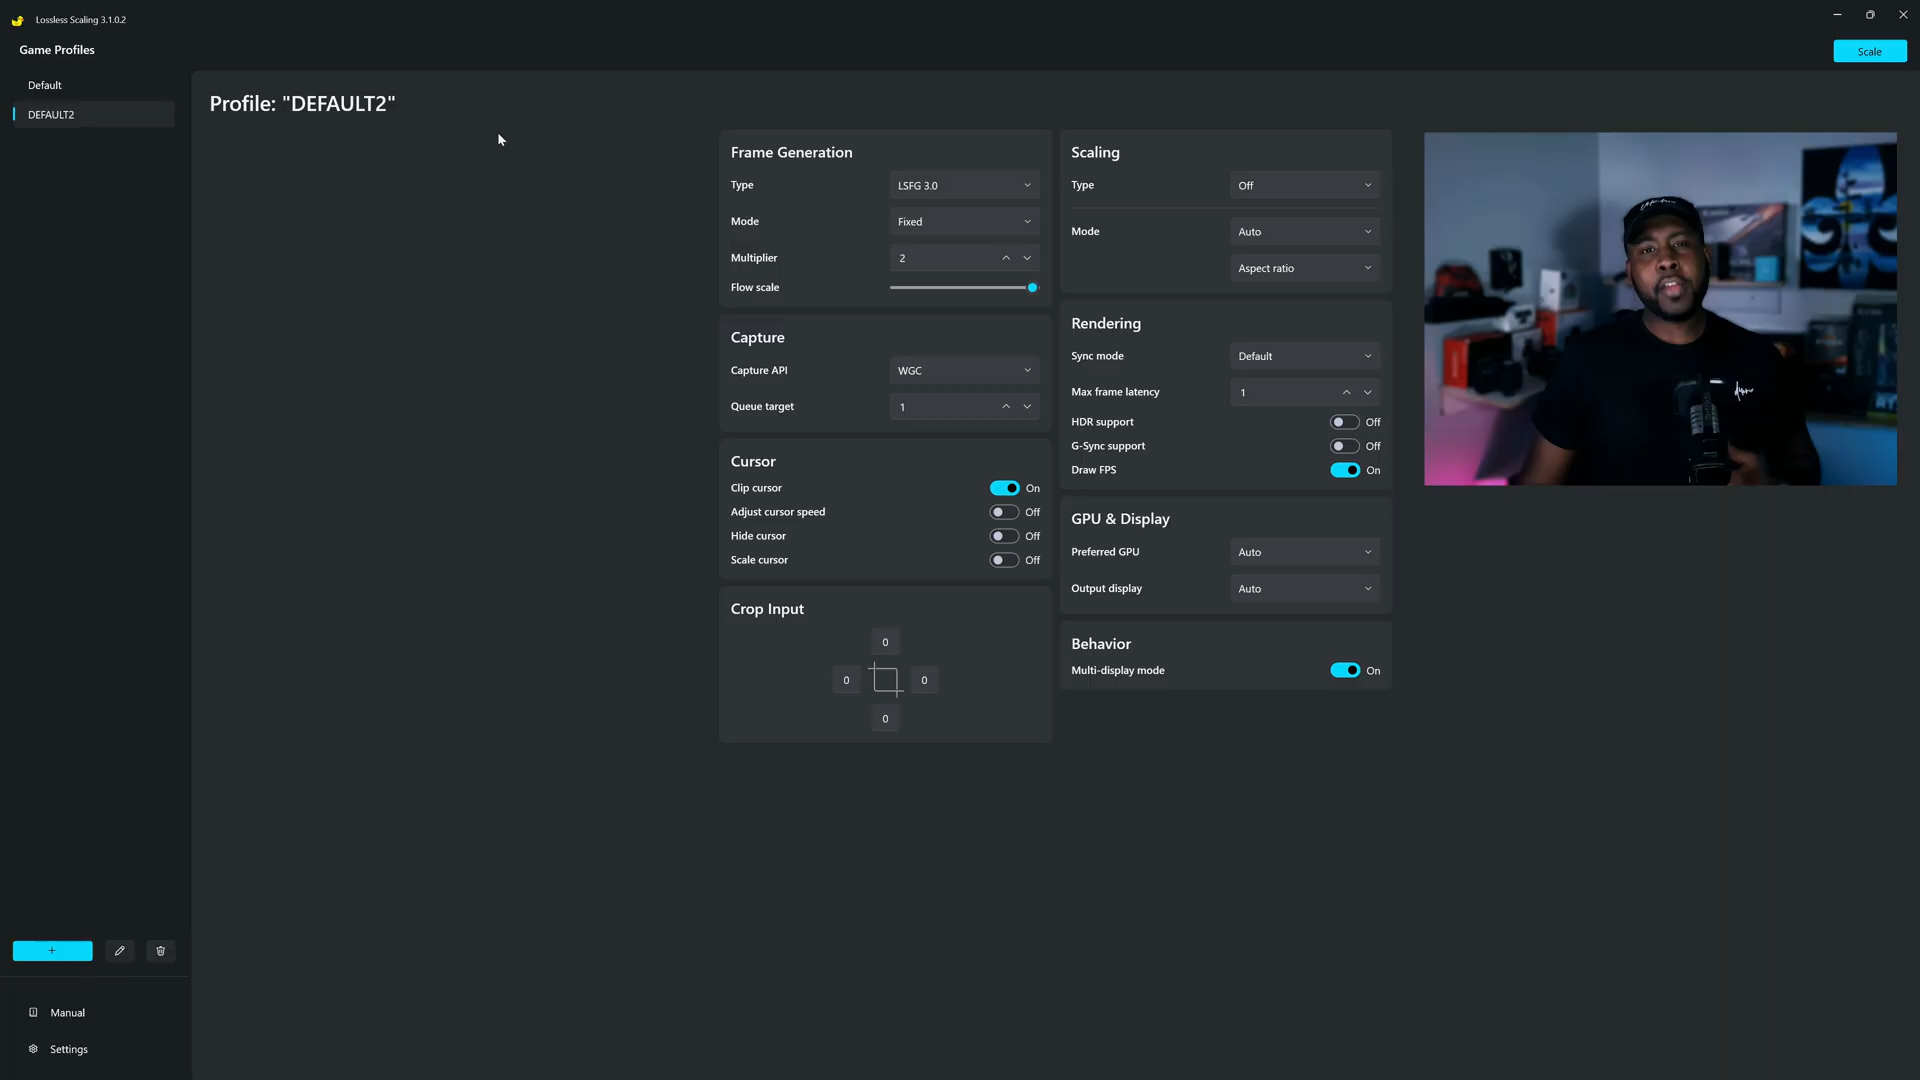 Lossless Scaling 3.1.0.2
Game Profiles
Scale
Default
DEFAULT2
Profile: "DEFAULT2"
Frame Generation
Type
LSFG 3.0
Mode
Fixed
Multiplier
2
Flow scale
Capture
Capture API
WGC
Queue target
1
Cursor
Clip cursor
On
Adjust cursor speed
Off
Hide cursor
Off
Scale cursor
Off
Crop Input
0
0
0
0
Scaling
Type
Off
Mode
Auto
Aspect ratio
Rendering
Sync mode
Default
Max frame latency
1
HDR support
Off
G-Sync support
Off
Draw FPS
On
GPU & Display
Preferred GPU
Auto
Output display
Auto
Behavior
Multi-display mode
On
Manual
Settings